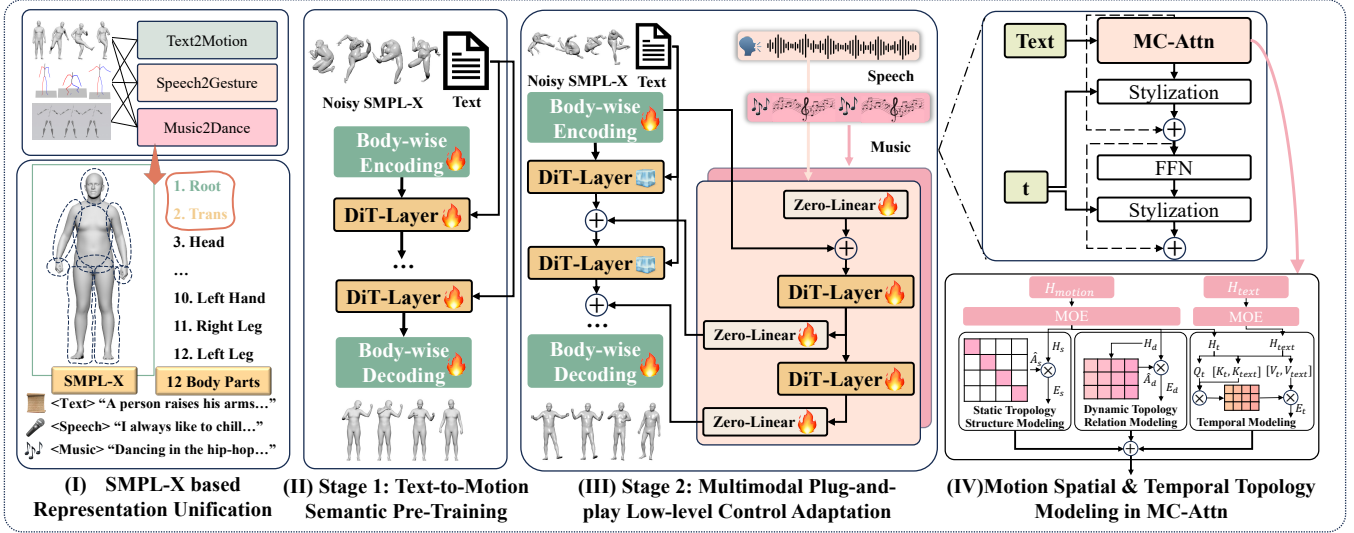 Text2Motion
Speech2Gesture
Music2Dance
1. Root
2. Trans
3. Head
...
10. Left Hand
11. Right Leg
12. Left Leg
SMPL-X
12 Body Parts
<Text> “A person raises his arms…”
<Speech> “I always like to chill…”
<Music> “Dancing in the hip-hop…”
(I) SMPL-X based
Representation Unification
Noisy SMPL-X
Text
Body-wise
Encoding
DiT-Layer
...
DiT-Layer
Body-wise
Decoding
(II) Stage 1: Text-to-Motion
Semantic Pre-Training
Noisy SMPL-X
Text
Body-wise
Encoding
DiT-Layer
DiT-Layer
...
Body-wise
Decoding
Speech
Music
Zero-Linear
DiT-Layer
Zero-Linear
DiT-Layer
Zero-Linear
(III) Stage 2: Multimodal Plug-and-
play Low-level Control Adaptation
Text
MC-Attn
Stylization
FFN
t
Stylization
H_motion
H_text
MOE
MOE
H_s
Â_s
E_s
Static Tropology
Structure Modeling
H_d
Â_d
E_d
Dynamic Topology
Relation Modeling
H_t
H_text
Q_t [K_t, K_text] [V_t, V_text]
E_t
Temporal Modeling
(IV)Motion Spatial & Temporal Topology
Modeling in MC-Attn